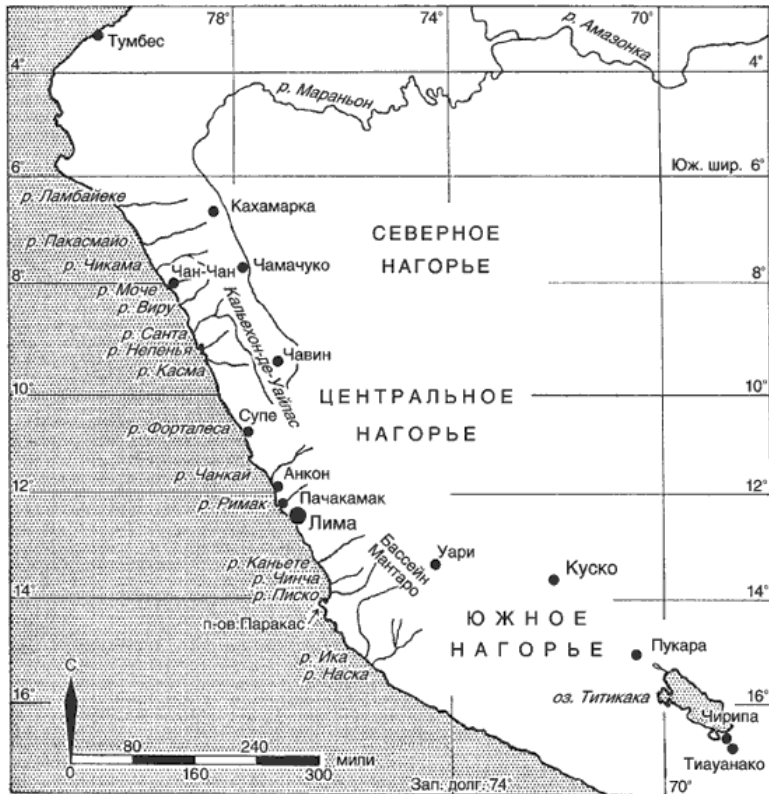 78°
74°
70°
Тумбес
р. Амазонка
4°
4°
р. Мараньон
6°
Юж. шир. 6°
р. Ламбайеке
Кахамарка
р. Пакасмайо
СЕВЕРНОЕ
НАГОРЬЕ
р. Чикама
Чан-Чан
Чамачуко
8°
8°
р. Моче
р. Виру
Кальехон-де-Уайлас
р. Санта
р. Непенья
Чавин
р. Касма
10°
10°
ЦЕНТРАЛЬНОЕ
НАГОРЬЕ
Супе
р. Форталеса
р. Чанкай
Анкон
12°
12°
р. Римак
Пачакамак
Лима
Бассейн
Мантаро
Уари
Куско
р. Каньете
р. Чинча
14°
14°
р. Писко
п-ов. Паракас
ЮЖНОЕ
НАГОРЬЕ
Пукара
р. Ика
р. Наска
С
оз. Титикака
16°
16°
Чирипа
Тиауанако
80
240
мили
0
160
300
Зап. долг. 74°
70°